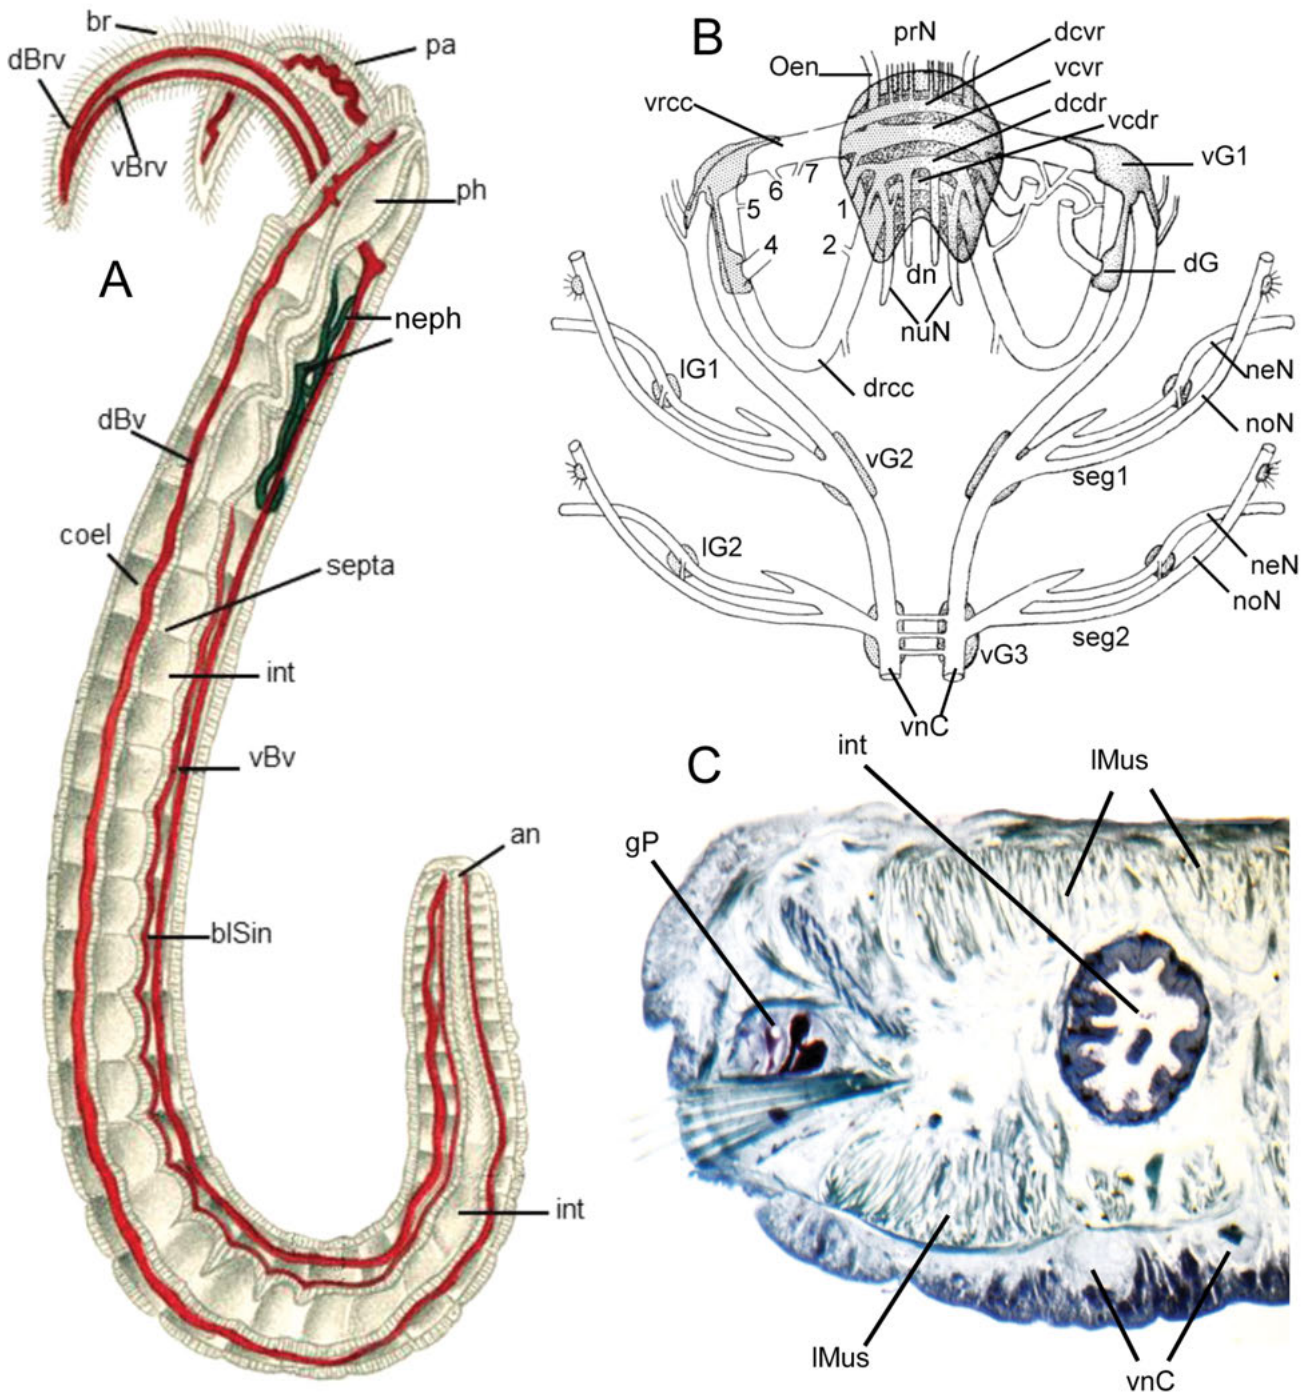 A
br
pa
dBrv
vBrv
ph
neph
dBv
coel
septa
int
vBv
an
blSin
int
B
prN
dcvr
Oen
vcvr
vrcc
dcdr
vcdr
vG1
6
7
5
1
4
2
dn
dG
nuN
lG1
drcc
neN
noN
vG2
seg1
lG2
neN
noN
seg2
vG3
vnC
C
int
lMus
gP
lMus
vnC